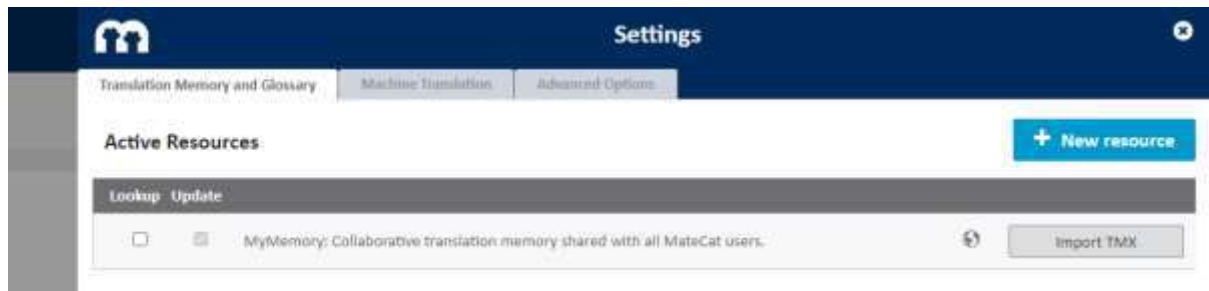 Settings
Translation Memory and Glossary Machine Translation Advanced Options
Active Resources + New resource
Lookup Update
MyMemory: Collaborative translation memory shared with all MateCat users. Import TMX